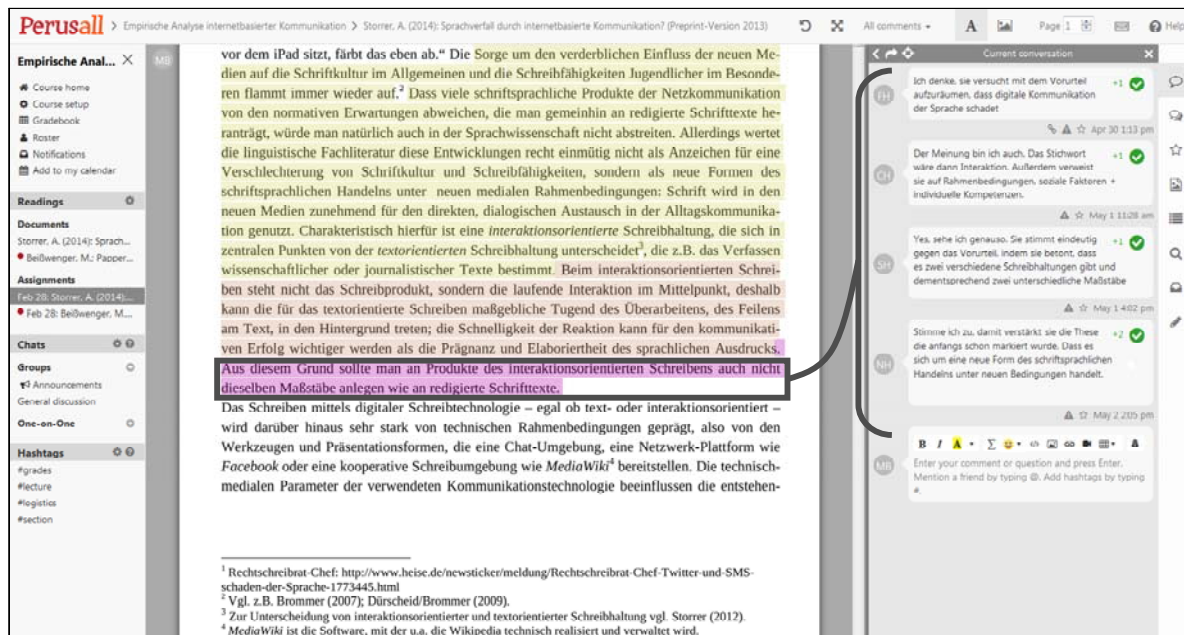 Perusall > Empirische Analyse internetbasierter Kommunikation > Storrer, A. (2014): Sprachverfall durch internetbasierte Kommunikation? (Preprint-Version 2013)
All comments
A
Page 1
Help
Empirische Anal... ×
Course home
Course setup
Gradebook
Roster
Notifications
Add to my calendar
Readings
Documents
Storrer, A. (2014): Sprach...
Beißwenger, M.: Papper...
Assignments
Feb 28: Storrer, A. (2014)...
Feb 28: Beißwenger, M...
Chats
Groups
Announcements
General discussion
One-on-One
Hashtags
#grades
#lecture
#logistics
#section
MB
vor dem iPad sitzt, färbt das eben ab.“ Die Sorge um den verderblichen Einfluss der neuen Me-
dien auf die Schriftkultur im Allgemeinen und die Schreibfähigkeiten Jugendlicher im Besonde-
ren flammt immer wieder auf.2 Dass viele schriftsprachliche Produkte der Netzkommunikation
von den normativen Erwartungen abweichen, die man gemeinhin an redigierte Schrifttexte he-
ranträgt, würde man natürlich auch in der Sprachwissenschaft nicht abstreiten. Allerdings wertet
die linguistische Fachliteratur diese Entwicklungen recht einmütig nicht als Anzeichen für eine
Verschlechterung von Schriftkultur und Schreibfähigkeiten, sondern als neue Formen des
schriftsprachlichen Handelns unter neuen medialen Rahmenbedingungen: Schrift wird in den
neuen Medien zunehmend für den direkten, dialogischen Austausch in der Alltagskommunika-
tion genutzt. Charakteristisch hierfür ist eine interaktionsorientierte Schreibhaltung, die sich in
zentralen Punkten von der textorientierten Schreibhaltung unterscheidet3, die z.B. das Verfassen
wissenschaftlicher oder journalistischer Texte bestimmt. Beim interaktionsorientierten Schrei-
ben steht nicht das Schreibprodukt, sondern die laufende Interaktion im Mittelpunkt, deshalb
kann die für das textorientierte Schreiben maßgebliche Tugend des Überarbeitens, des Feilens
am Text, in den Hintergrund treten; die Schnelligkeit der Reaktion kann für den kommunikati-
ven Erfolg wichtiger werden als die Prägnanz und Elaboriertheit des sprachlichen Ausdrucks.
Aus diesem Grund sollte man an Produkte des interaktionsorientierten Schreibens auch nicht
dieselben Maßstäbe anlegen wie an redigierte Schrifttexte.
Das Schreiben mittels digitaler Schreibtechnologie – egal ob text- oder interaktionsorientiert –
wird darüber hinaus sehr stark von technischen Rahmenbedingungen geprägt, also von den
Werkzeugen und Präsentationsformen, die eine Chat-Umgebung, eine Netzwerk-Plattform wie
Facebook oder eine kooperative Schreibumgebung wie MediaWiki4 bereitstellen. Die technisch-
medialen Parameter der verwendeten Kommunikationstechnologie beeinflussen die entstehen-
1 Rechtschreibrat-Chef: http://www.heise.de/newsticker/meldung/Rechtschreibrat-Chef-Twitter-und-SMS-
schaden-der-Sprache-1773445.html
2 Vgl. z.B. Brommer (2007); Dürscheid/Brommer (2009).
3 Zur Unterscheidung von interaktionsorientierter und textorientierter Schreibhaltung vgl. Storrer (2012).
4 MediaWiki ist die Software, mit der u.a. die Wikipedia technisch realisiert und verwaltet wird.
Current conversation
FH
Ich denke, sie versucht mit dem Vorurteil +1
aufzuräumen, dass digitale Kommunikation
der Sprache schadet
Apr 30 1:13 pm
CH
Der Meinung bin ich auch. Das Stichwort +1
wäre dann Interaktion. Außerdem verweist
sie auf Rahmenbedingungen, soziale Faktoren +
individuelle Kompetenzen.
May 1 11:28 am
SH
Yes, sehe ich genauso. Sie stimmt eindeutig +1
gegen das Vorurteil, indem sie betont, dass
es zwei verschiedene Schreibhaltungen gibt und
dementsprechend zwei unterschiedliche Maßstäbe
May 1 4:02 pm
NH
Stimme ich zu, damit verstärkt sie die These +2
die anfangs schon markiert wurde. Dass es
sich um eine neue Form des schriftsprachlichen
Handelns unter neuen Bedingungen handelt.
May 2 2:05 pm
B I A
MB
Enter your comment or question and press Enter.
Mention a friend by typing @. Add hashtags by typing
#.